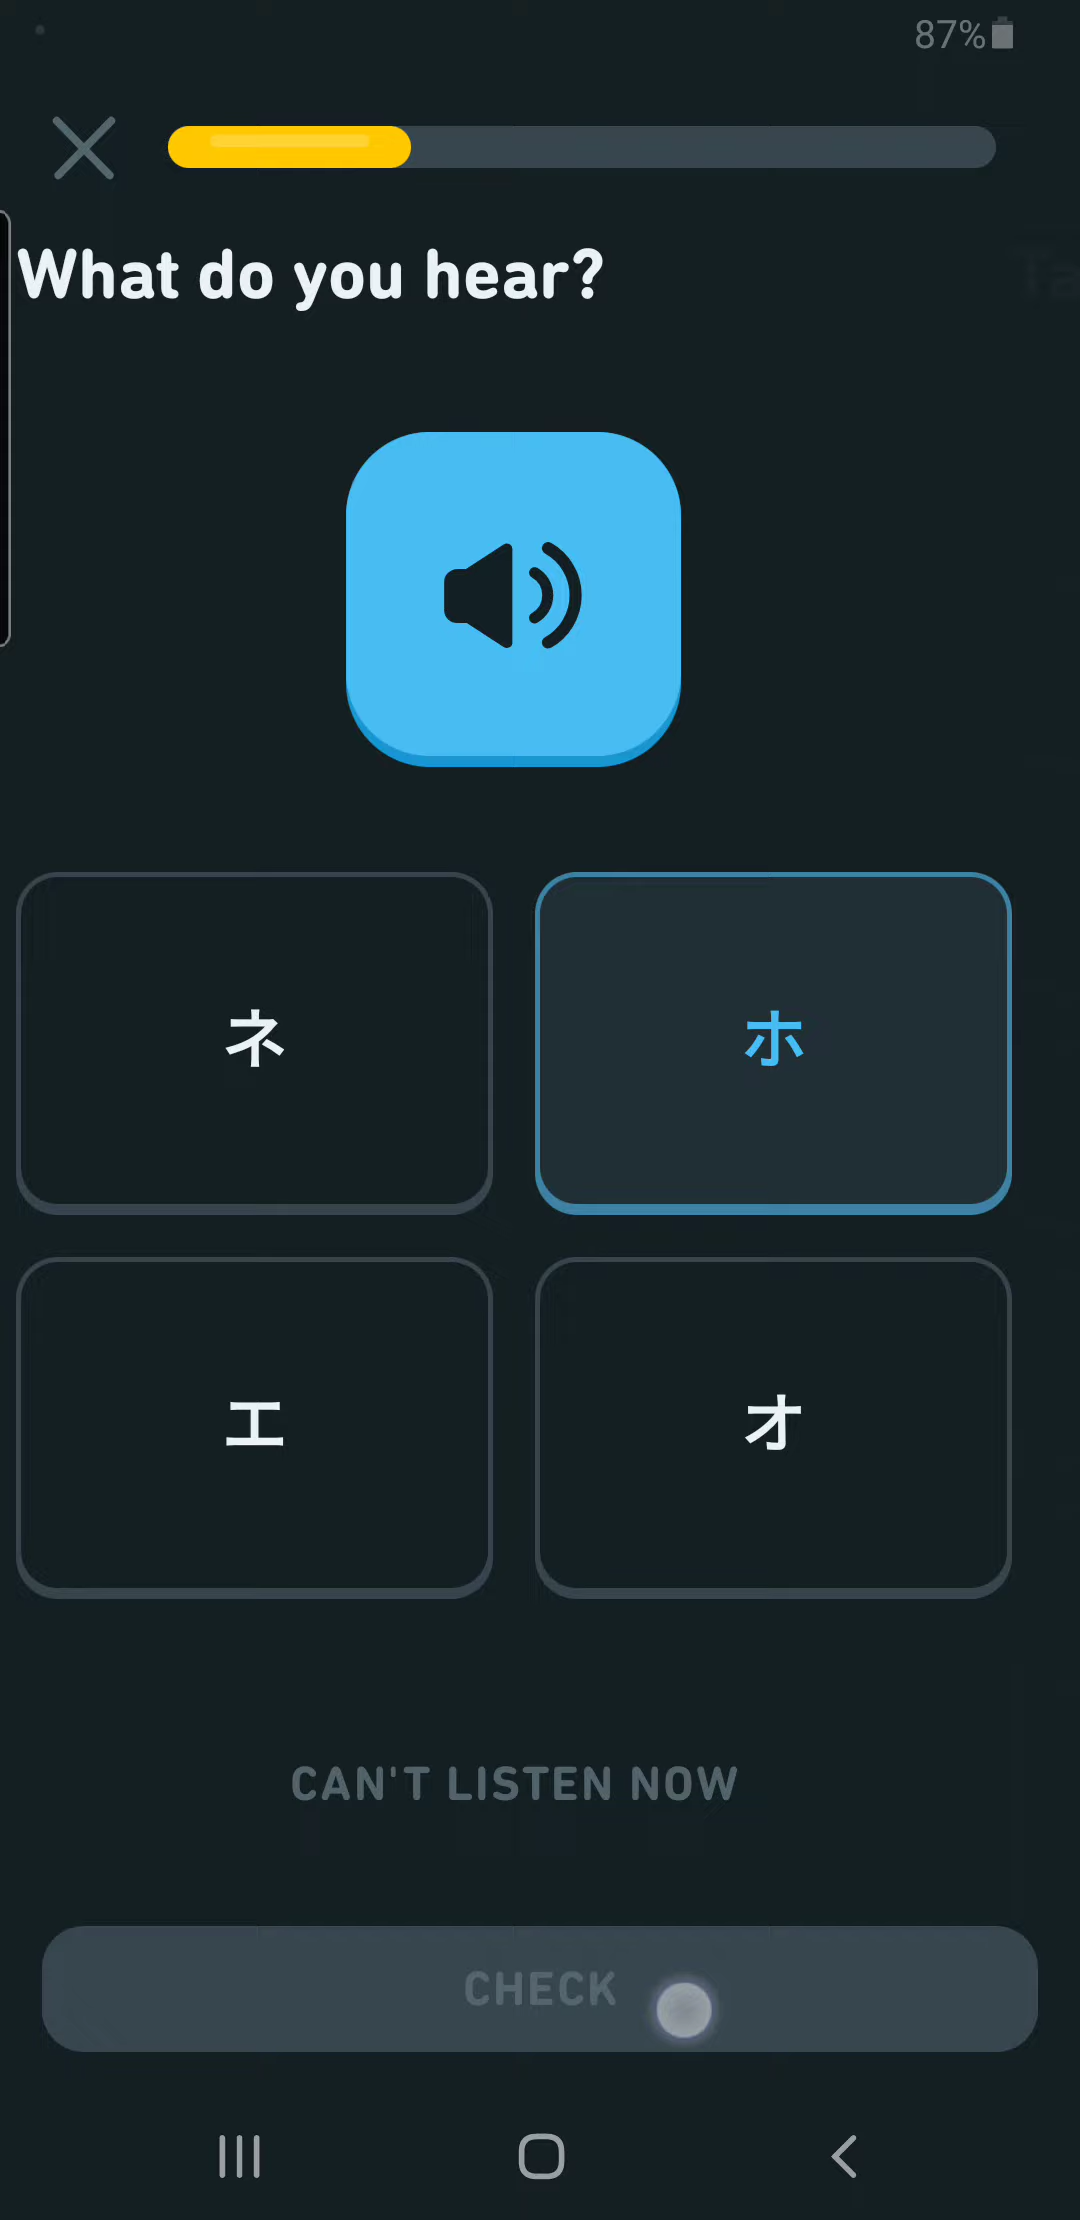 87%
What do you hear?
ネ
ホ
エ
オ
CAN'T LISTEN NOW
CHECK